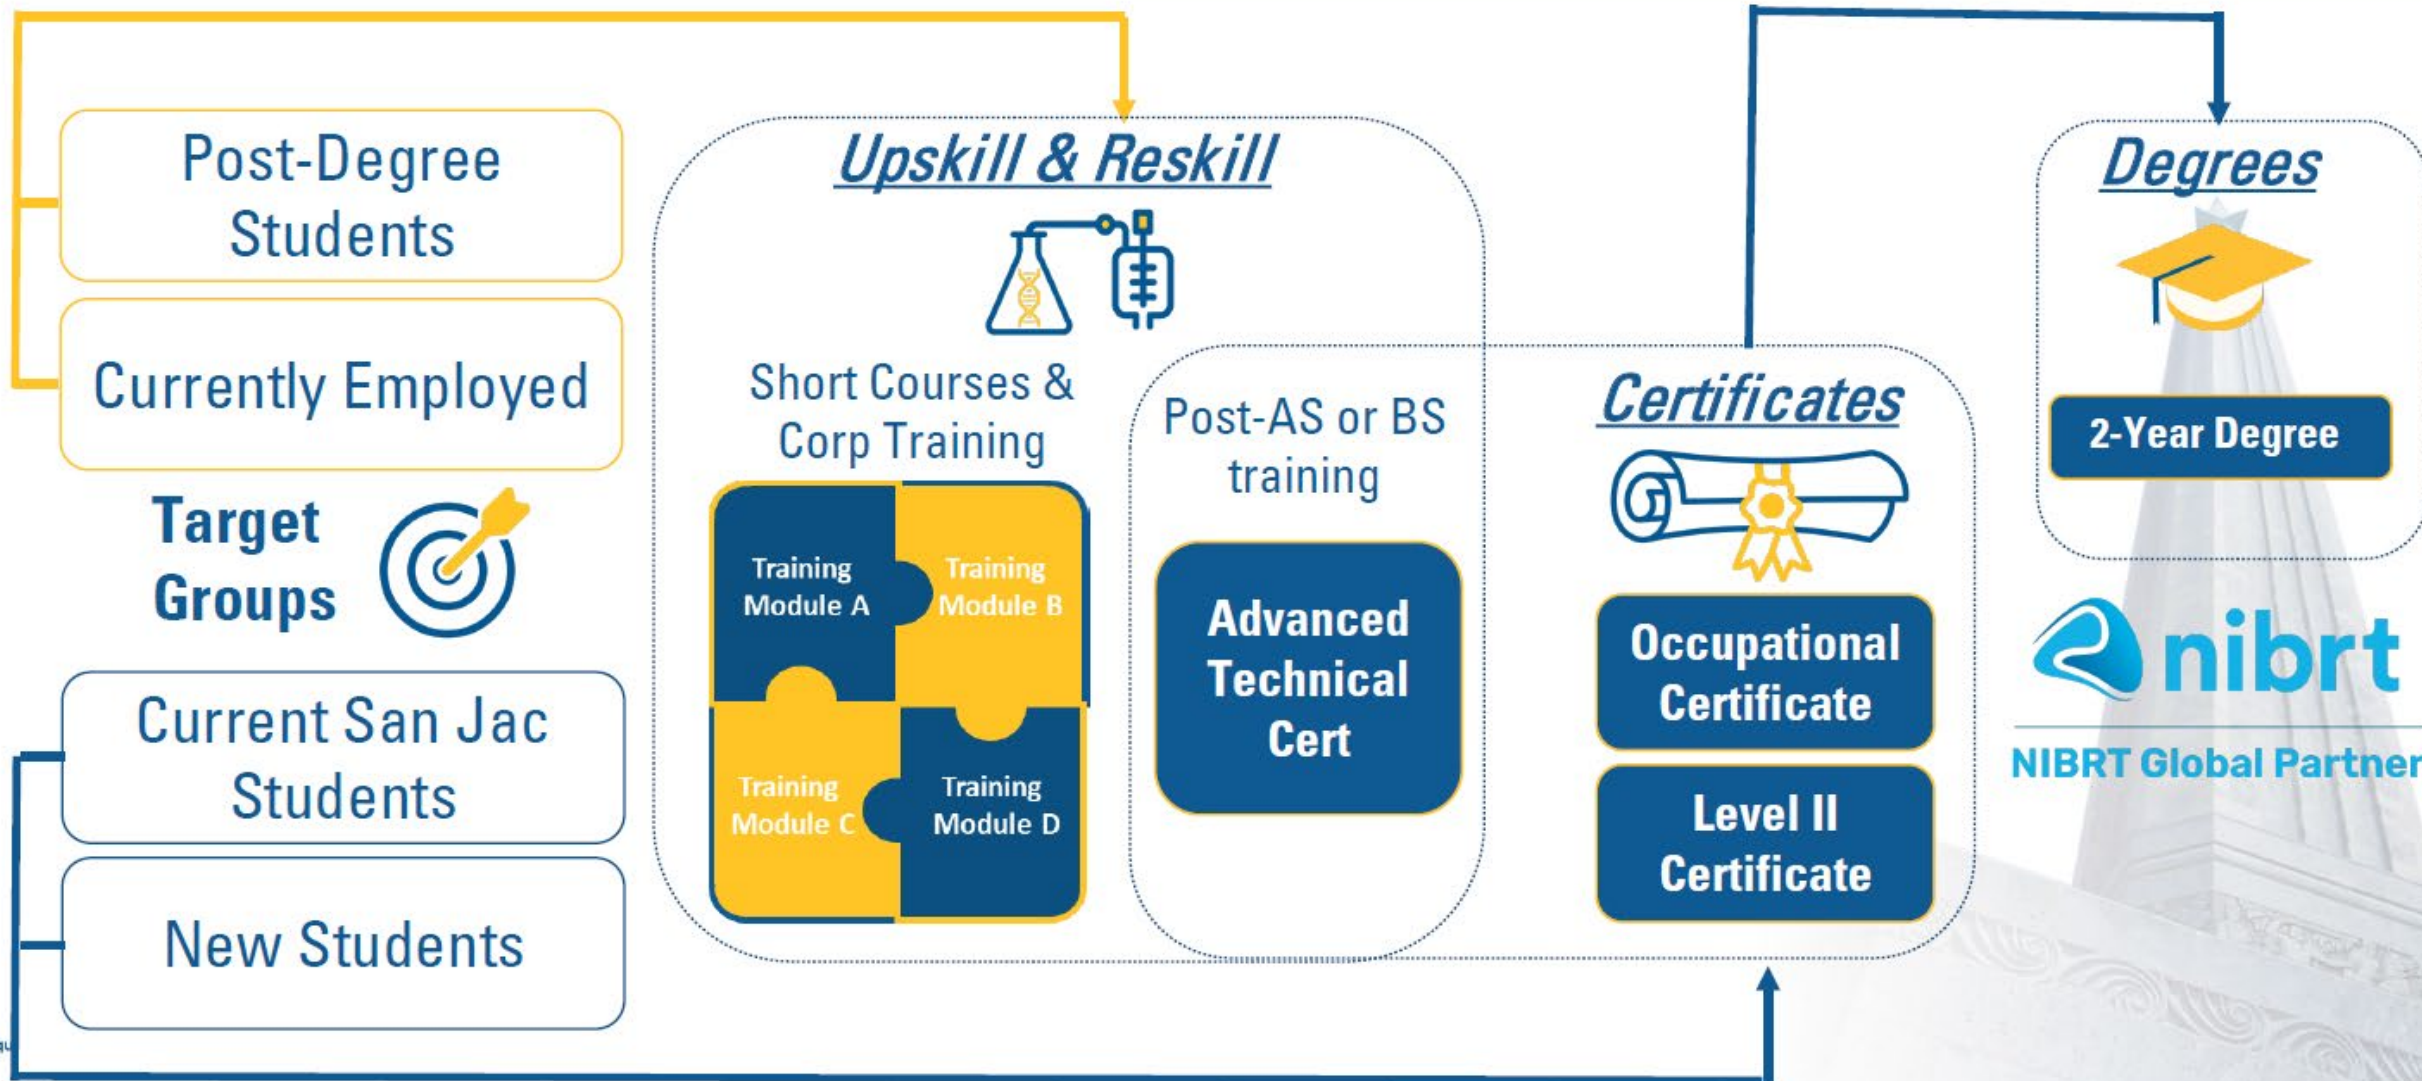 Post-Degree
Students
Currently Employed
Target
Groups
Current San Jac
Students
New Students
Upskill & Reskill
Short Courses &
Corp Training
Training
Module A
Training
Module B
Training
Module C
Training
Module D
Post-AS or BS
training
Advanced
Technical
Cert
Certificates
Occupational
Certificate
Level II
Certificate
Degrees
2-Year Degree
nibrt
NIBRT Global Partner